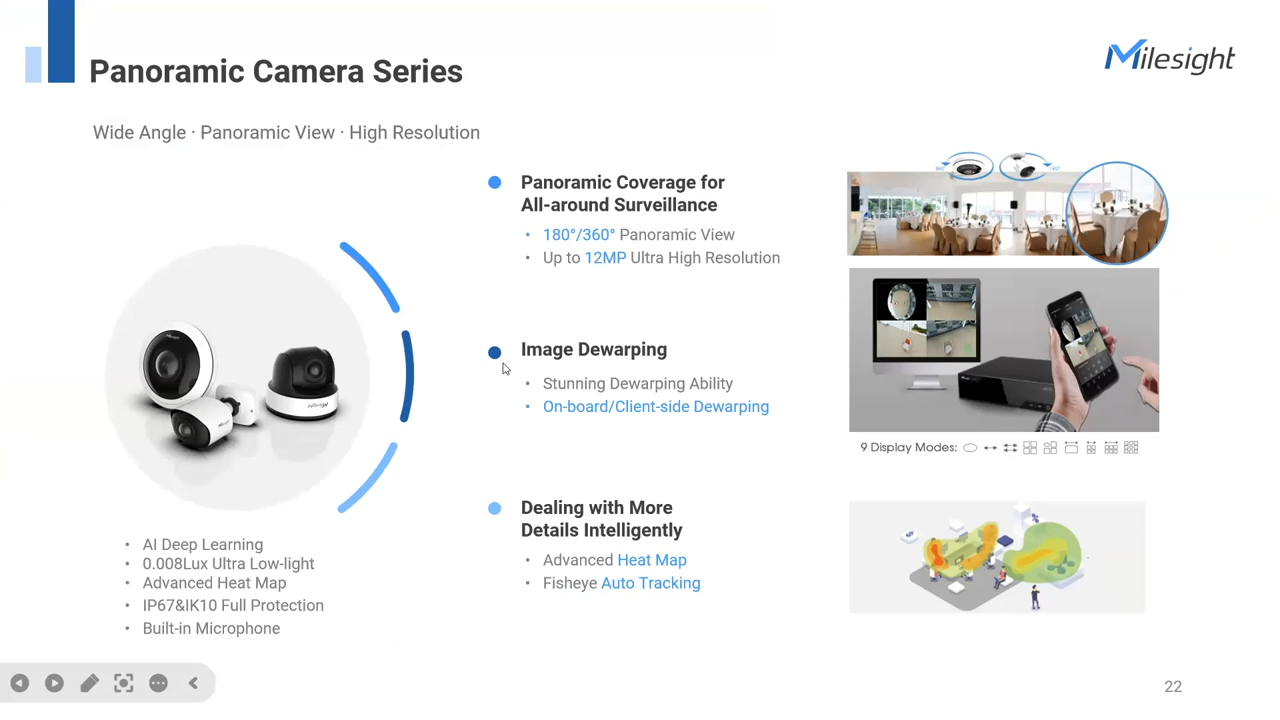 Panoramic Camera Series
Milesight
Wide Angle · Panoramic View · High Resolution
Panoramic Coverage for
All-around Surveillance
• 180°/360° Panoramic View
• Up to 12MP Ultra High Resolution
Image Dewarping
• Stunning Dewarping Ability
• On-board/Client-side Dewarping
9 Display Modes:
Dealing with More
Details Intelligently
• Advanced Heat Map
• Fisheye Auto Tracking
• AI Deep Learning
• 0.008Lux Ultra Low-light
• Advanced Heat Map
• IP67&IK10 Full Protection
• Built-in Microphone
22